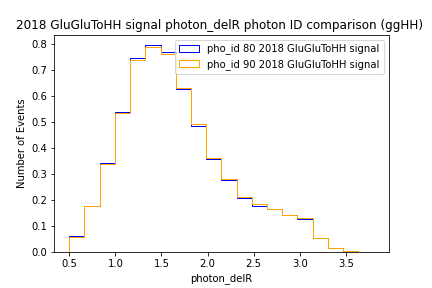 2018 GluGluToHH signal photon_delR photon ID comparison (ggHH)
pho_id 80 2018 GluGluToHH signal
pho_id 90 2018 GluGluToHH signal
Number of Events
0.8
0.7
0.6
0.5
0.4
0.3
0.2
0.1
0.0
0.5 1.0 1.5 2.0 2.5 3.0 3.5
photon_delR